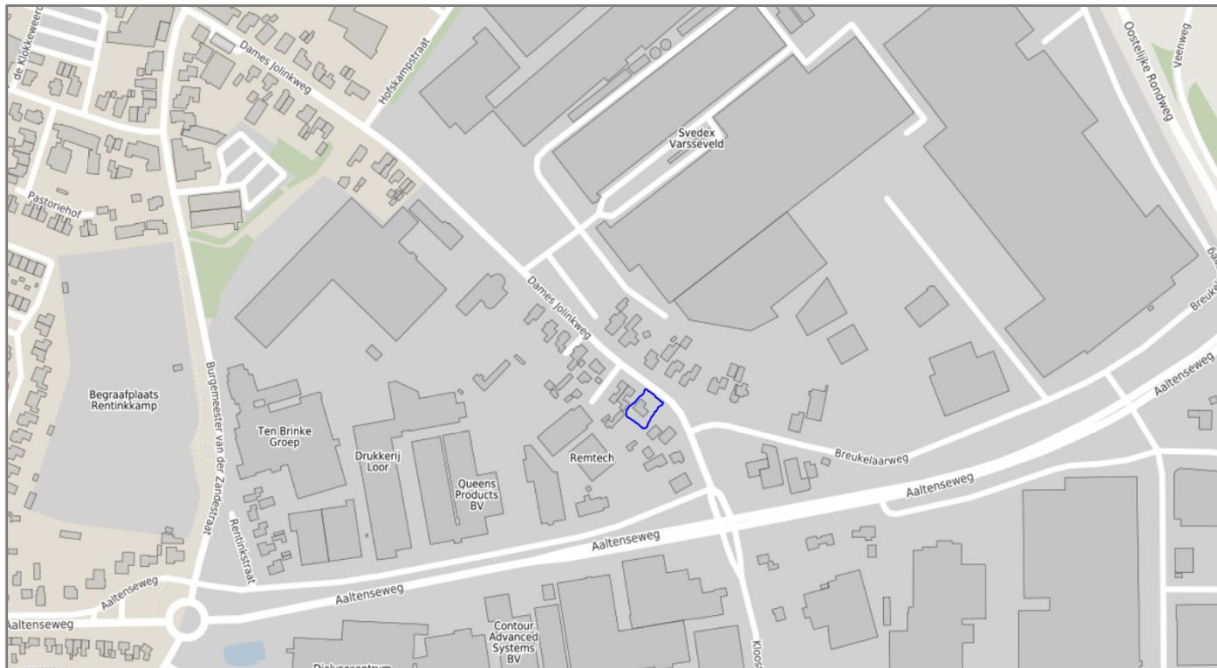 de Klokkeweerd
Dames Jolinkweg
Hofskampstraat
Oostelijke Rondweg
Veenweg
Svedex
Varsseveld
Pastoriehof
Dames Jolinkweg
Begraafplaats
Rentinkkamp
Burgemeester van der Zandestraat
Ten Brinke
Groep
Drukkerij
Loor
Queens
Products
BV
Remtech
Breukelaarweg
Aaltenseweg
Aaltenseweg
Aaltenseweg
Rentinkstraat
Aaltenseweg
Aaltenseweg
Aaltenseweg
Contour
Advanced
Systems
BV